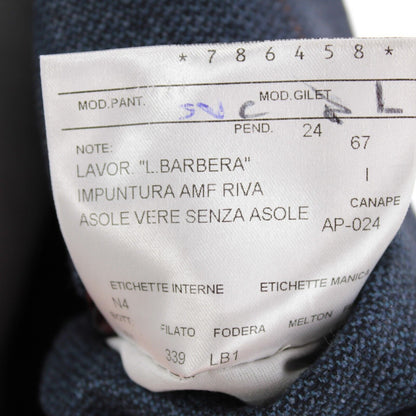 *786458*
MOD.PANT. MOD.GILET
PEND. 24 67
NOTE:
LAVOR. "L.BARBERA" I
IMPUNTURA AMF RIVA CANAPE
ASOLE VERE SENZA ASOLE AP-024
ETICHETTE INTERNE ETICHETTE MANICA
N4
BOTT. FILATO FODERA MELTON
339 LB1